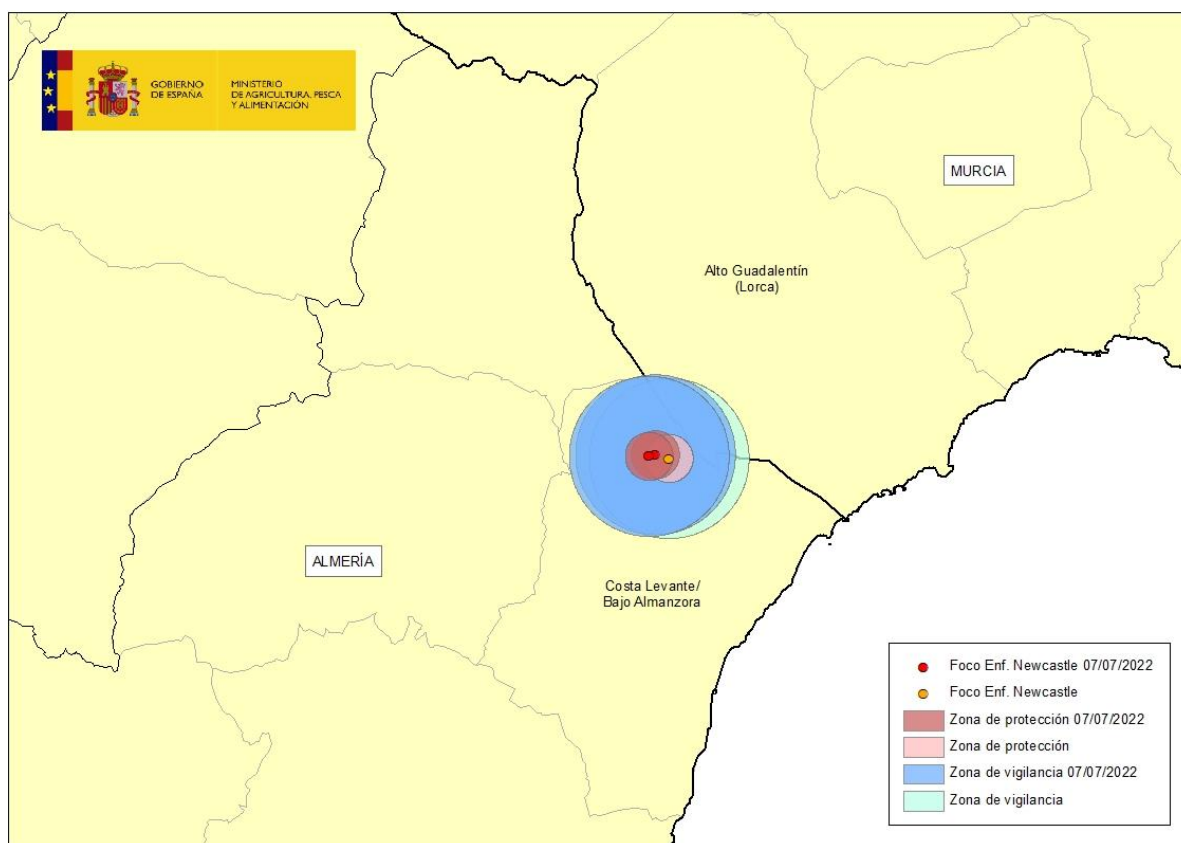 GOBIERNO
DE ESPAÑA
MINISTERIO
DE AGRICULTURA, PESCA
Y ALIMENTACIÓN
MURCIA
Alto Guadalentín
(Lorca)
ALMERÍA
Costa Levante/
Bajo Almanzora
Foco Enf. Newcastle 07/07/2022
Foco Enf. Newcastle
Zona de protección 07/07/2022
Zona de protección
Zona de vigilancia 07/07/2022
Zona de vigilancia